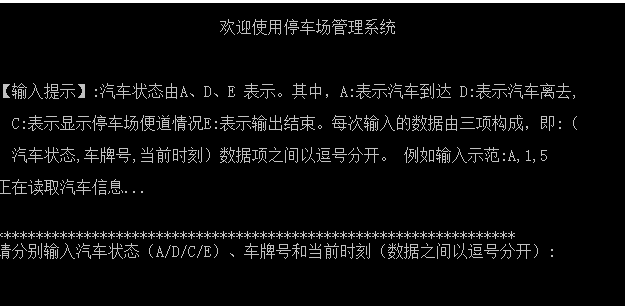 欢迎使用停车场管理系统
【输入提示】:汽车状态由A、D、E 表示。其中，A:表示汽车到达 D:表示汽车离去,
C:表示显示停车场便道情况E:表示输出结束。每次输入的数据由三项构成，即:（
汽车状态,车牌号,当前时刻）数据项之间以逗号分开。 例如输入示范:A,1,5
正在读取汽车信息...
*****************************************************************
请分别输入汽车状态（A/D/C/E）、车牌号和当前时刻（数据之间以逗号分开）: